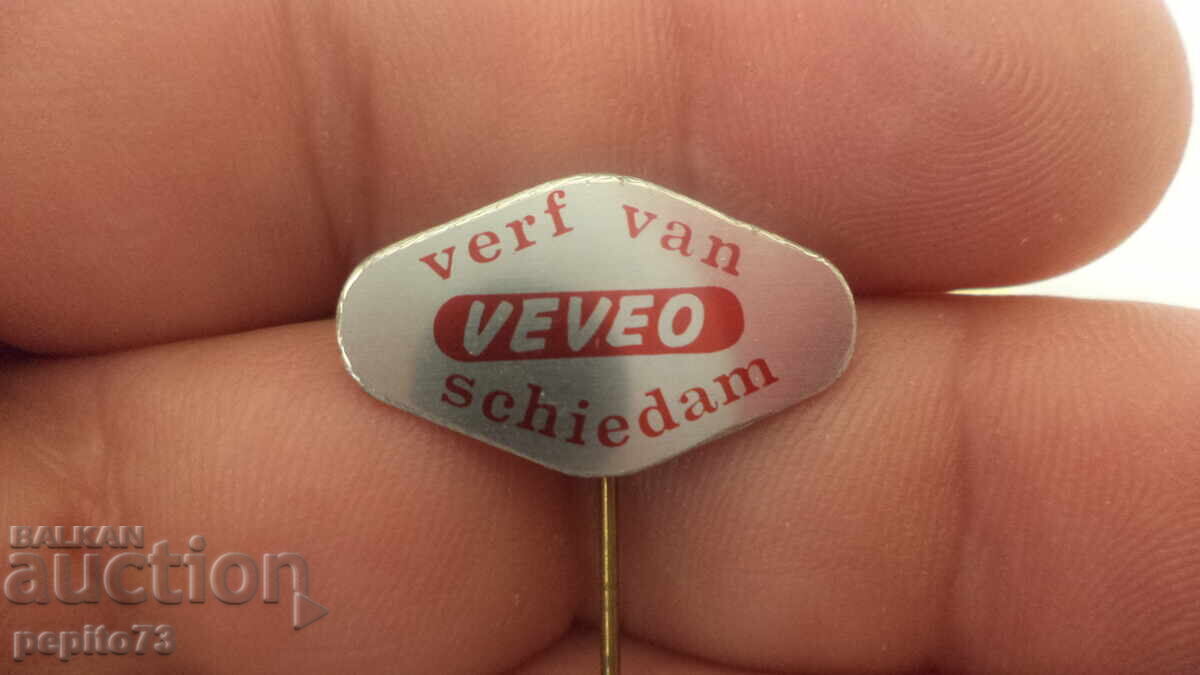 verf van
VEVEO
schiedam
BALKAN
auction
pepito73